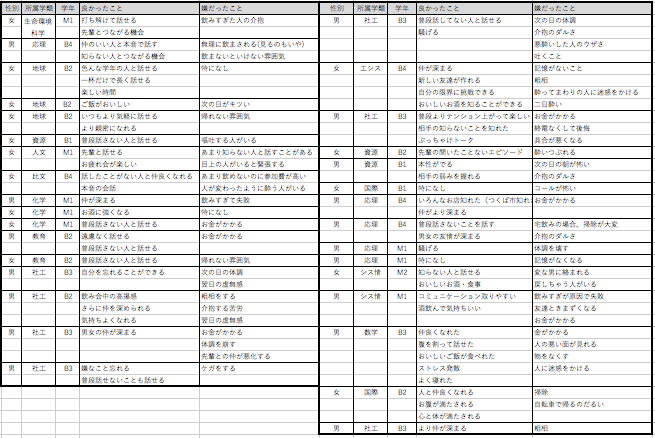 性別 所属学類 学年 良かったこと 嫌だったこと
女 生命環境科学 M1 打ち解けて話せる 飲みすぎた人の介抱
先輩とつながる機会
男 応理 B4 仲のいい人と本音で話す 無理に飲まされる(見るのもいや)
知らない人とつながる機会 飲まないといけない雰囲気
女 地球 B2 色んな学年の人と話せる 特になし
一杯だけで長く話せる
楽しい時間
女 地球 B2 ご飯がおいしい 次の日がキツい
女 地球 B2 いつもより気軽に話せる 帰れない雰囲気
より親密になれる
女 資源 B1 普段話さない人と話せる 嘔吐する人がいる
女 人文 M1 先輩と話せる あまり知らない人と話すことがある
お疲れ会が楽しい 目上の人がいると緊張する
女 比文 B4 話したことがない人と仲良くなれる あまり飲めないのに参加費が高い
本音の会話 人が変わったように酔う人がいる
男 化学 M1 仲が深まる 飲みすぎて失敗
女 化学 M1 お酒に強くなる 特になし
女 化学 M1 普段話さない人と話せる お金がかかる
男 教育 B2 遠慮なく話せる お金がかかる
普段話さない人と話せる
女 教育 B2 普段話さない人と話せる 帰れない雰囲気
男 社工 B3 自分を忘れることができる 次の日の体調
翌日の虚無感
男 社工 B2 飲み会中の高揚感 粗相をする
さらに仲を深められる 介抱する苦労
気持ちよくなれる 翌日の虚無感
男 社工 B3 男女の仲が深まる お金がかかる
体調を崩す
先輩との仲が悪化する
男 社工 B3 嫌なこと忘れる ケガをする
普段話せないことも話せる
性別 所属学類 学年 良かったこと 嫌だったこと
男 社工 B3 普段話してない人と話せる 次の日の体調
騒げる 介抱のダルさ
悪酔いした人のウザさ
吐くこと
女 エシス B4 仲が深まる 記憶がないこと
新しい友達が作れる 粗相
自分の限界に挑戦できる 酔ってまわりの人に迷惑をかける
おいしいお酒を知ることができる 二日酔い
男 社工 B3 普段よりテンション上がって楽しい お金がかかる
相手の知らないことを知れた 終電なくして後悔
ぶっちゃけトーク 具合が悪くなる
女 資源 B2 先輩の聞いたことないエピソード 酔いつぶれる
男 資源 B1 本性がでる 次の日の朝が怖い
相手の弱みを握れる 介抱のダルさ
女 国際 B1 特になし コールが怖い
男 応理 B4 いろんなお店知れた（つくば市知れ お金がかかる
仲がより深まる
男 応理 B4 普段話さないことを話す 宅飲みの場合，掃除が大変
男女の友情が深まる 介抱のダルさ
男 応理 M1 騒げる 体調を壊す
男 応理 M1 特になし 記憶がなくなる
女 シス情 M2 知らない人と話せる 変な男に絡まれる
おいしいお酒・食事 戻しちゃう人がいる
男 シス情 M1 コミュニケーション取りやすい 飲みすぎが原因で失敗
酒飲んで気持ちいい 友達ときまずくなる
お金がかかる
男 数学 B3 仲良くなれた 金がかかる
腹を割って話せた 人の悪い面が見れる
おいしいご飯が食べれた 物をなくす
ストレス発散 人に迷惑をかける
よく寝れた
女 国際 B2 人と仲良くなれる 掃除
お腹が満たされる 自転車で帰るのだるい
心と体が満たされる
男 社工 B3 より仲が深まる 粗相